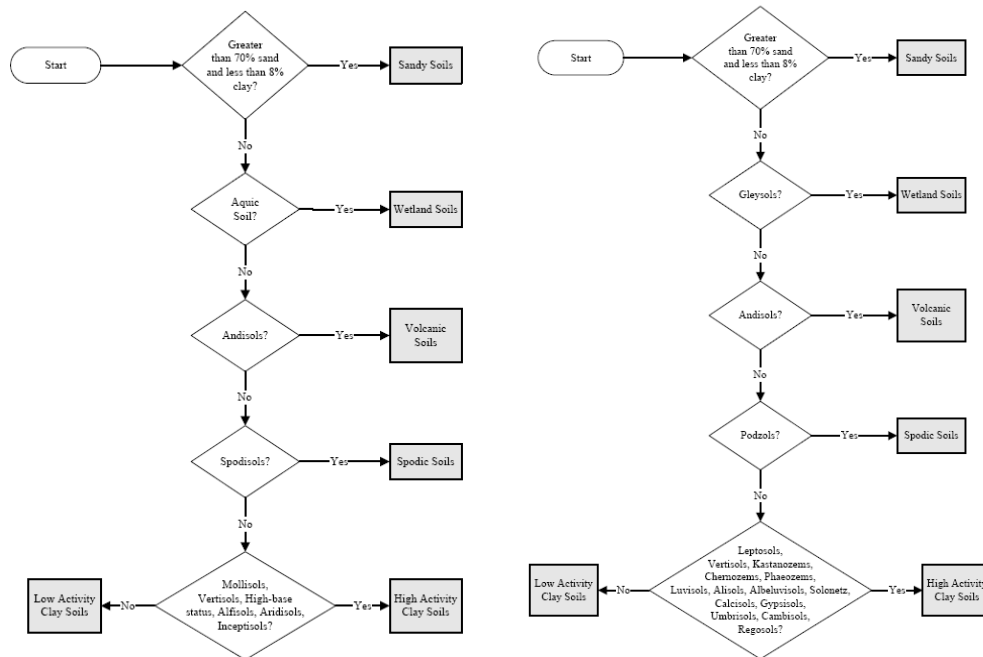 Start
Greater
than 70% sand
and less than 8%
clay?
Yes
Sandy Soils
No
Aquic
Soil?
Yes
Wetland Soils
No
Andisols?
Yes
Volcanic
Soils
No
Spodisols?
Yes
Spodic Soils
No
Mollisols,
Vertisols, High-base
status, Alfisols, Aridisols,
Inceptisols?
No
Low Activity
Clay Soils
Yes
High Activity
Clay Soils
Start
Greater
than 70% sand
and less than 8%
clay?
Yes
Sandy Soils
No
Gleysols?
Yes
Wetland Soils
No
Andisols?
Yes
Volcanic
Soils
No
Podzols?
Yes
Spodic Soils
No
Leptosols,
Vertisols, Kastanozems,
Chernozems, Phaeozems,
Luvisols, Alisols, Albeluvisols, Solonetz,
Calcisols, Gypsisols,
Umbrisols, Cambisols,
Regosols?
No
Low Activity
Clay Soils
Yes
High Activity
Clay Soils